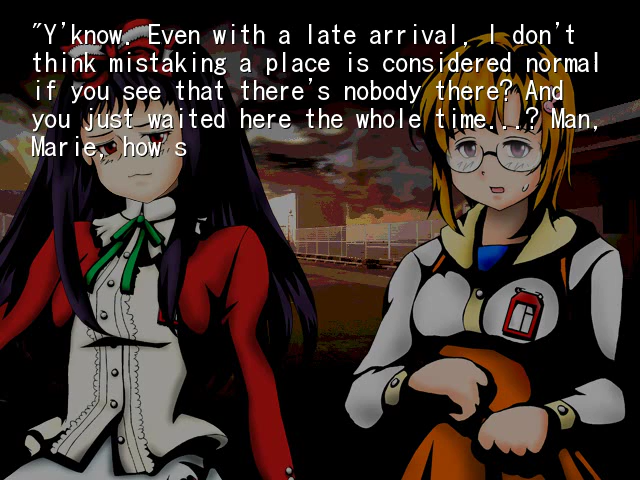 "Y'know. Even with a late arrival, I don't
think mistaking a place is considered normal
if you see that there's nobody there? And
you just waited here the whole time...? Man,
Marie, how s